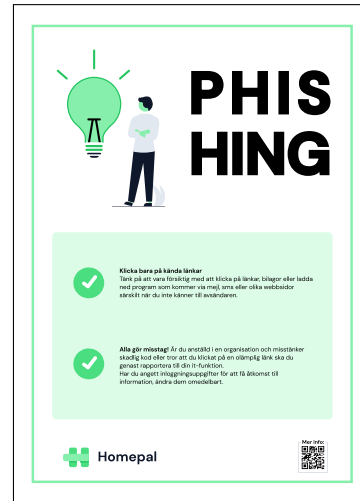 PHIS
HING
Klicka bara på kända länkar
Tänk på att vara försiktig med att klicka på länkar, bilagor eller ladda
ned program som kommer via mejl, sms eller olika webbsidor
särskilt när du inte känner till avsändaren.
Alla gör misstag! Är du anställd i en organisation och misstänker
skadlig kod eller tror att du klickat på en olämplig länk ska du
genast rapportera till din it-funktion.
Har du angett inloggningsuppgifter för att få åtkomst till
information, ändra dem omedelbart.
Homepal
Mer info: